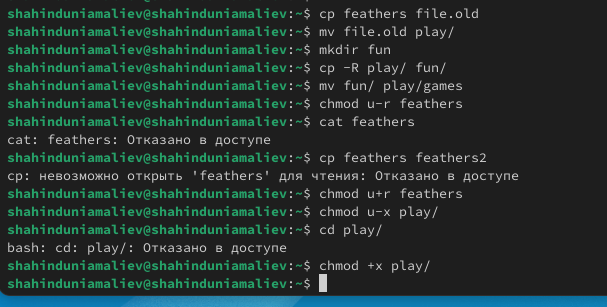 shahinduniamaliev@shahinduniamaliev:~$ cp feathers file.old
shahinduniamaliev@shahinduniamaliev:~$ mv file.old play/
shahinduniamaliev@shahinduniamaliev:~$ mkdir fun
shahinduniamaliev@shahinduniamaliev:~$ cp -R play/ fun/
shahinduniamaliev@shahinduniamaliev:~$ mv fun/ play/games
shahinduniamaliev@shahinduniamaliev:~$ chmod u-r feathers
shahinduniamaliev@shahinduniamaliev:~$ cat feathers
cat: feathers: Отказано в доступе
shahinduniamaliev@shahinduniamaliev:~$ cp feathers feathers2
cp: невозможно открыть 'feathers' для чтения: Отказано в доступе
shahinduniamaliev@shahinduniamaliev:~$ chmod u+r feathers
shahinduniamaliev@shahinduniamaliev:~$ chmod u-x play/
shahinduniamaliev@shahinduniamaliev:~$ cd play/
bash: cd: play/: Отказано в доступе
shahinduniamaliev@shahinduniamaliev:~$ chmod +x play/
shahinduniamaliev@shahinduniamaliev:~$